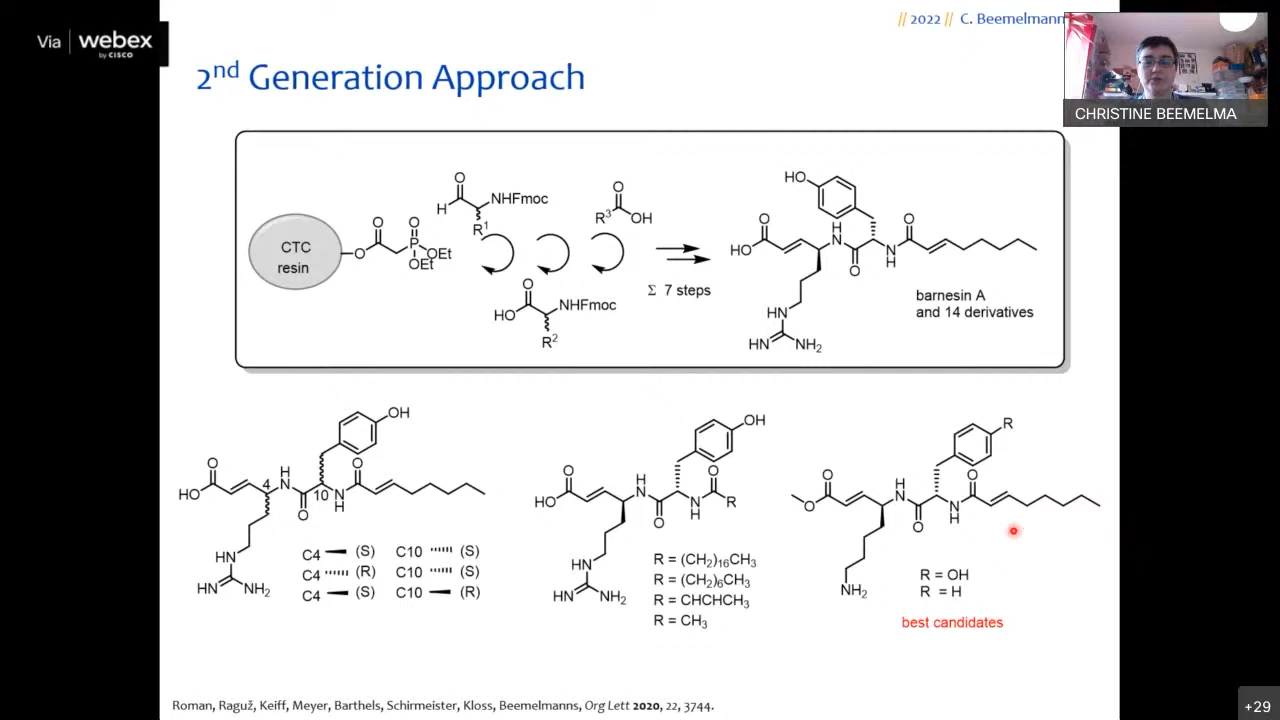 Via webex
by CISCO
// 2022 // C. Beemelmann
CHRISTINE BEEMELMA
2nd Generation Approach
CTC
resin
O
O
O
P
OEt
OEt
O
H
NHFmoc
R1
O
R3
OH
O
HO
NHFmoc
R2
Σ 7 steps
HO
O
HO
H
N
O
N
H
O
HN
HN
NH2
barnesin A
and 14 derivatives
OH
O
HO
4
H
N
O
10
N
H
O
HN
HN
NH2
C4 (S) C10 (S)
C4 (R) C10 (S)
C4 (S) C10 (R)
OH
O
HO
H
N
O
N
H
O
R
HN
HN
NH2
R = (CH2)16CH3
R = (CH2)6CH3
R = CHCHCH3
R = CH3
R
O
O
H
N
O
N
H
O
NH2
R = OH
R = H
best candidates
Roman, Raguž, Keiff, Meyer, Barthels, Schirmeister, Kloss, Beemelmanns, Org Lett 2020, 22, 3744.
+29